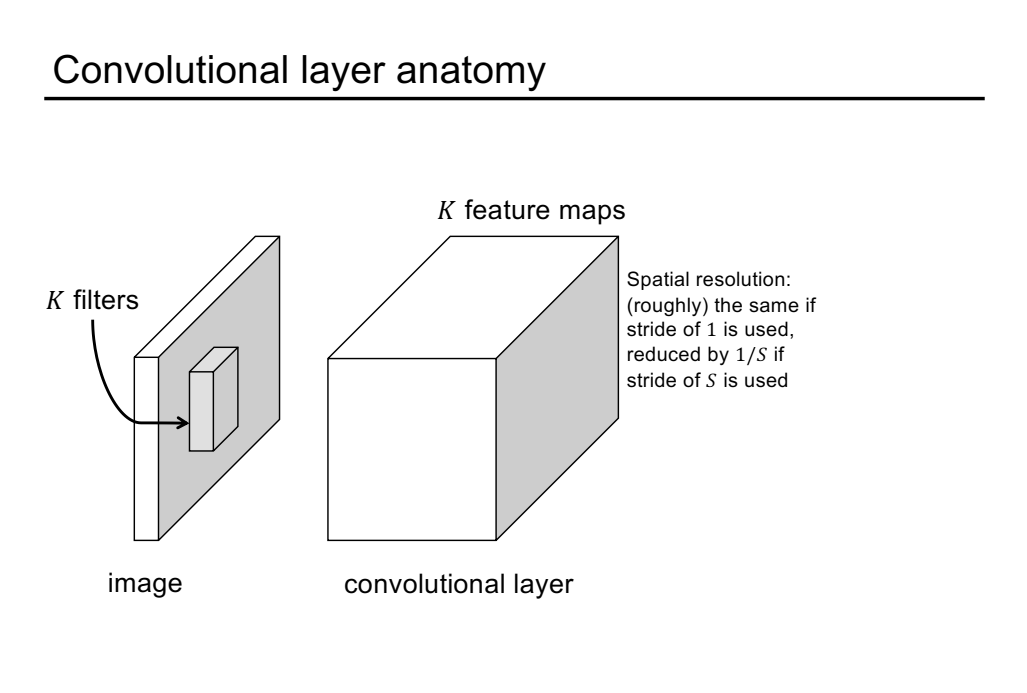 Convolutional layer anatomy
K feature maps
K filters
Spatial resolution:
(roughly) the same if
stride of 1 is used,
reduced by 1/S if
stride of S is used
image
convolutional layer